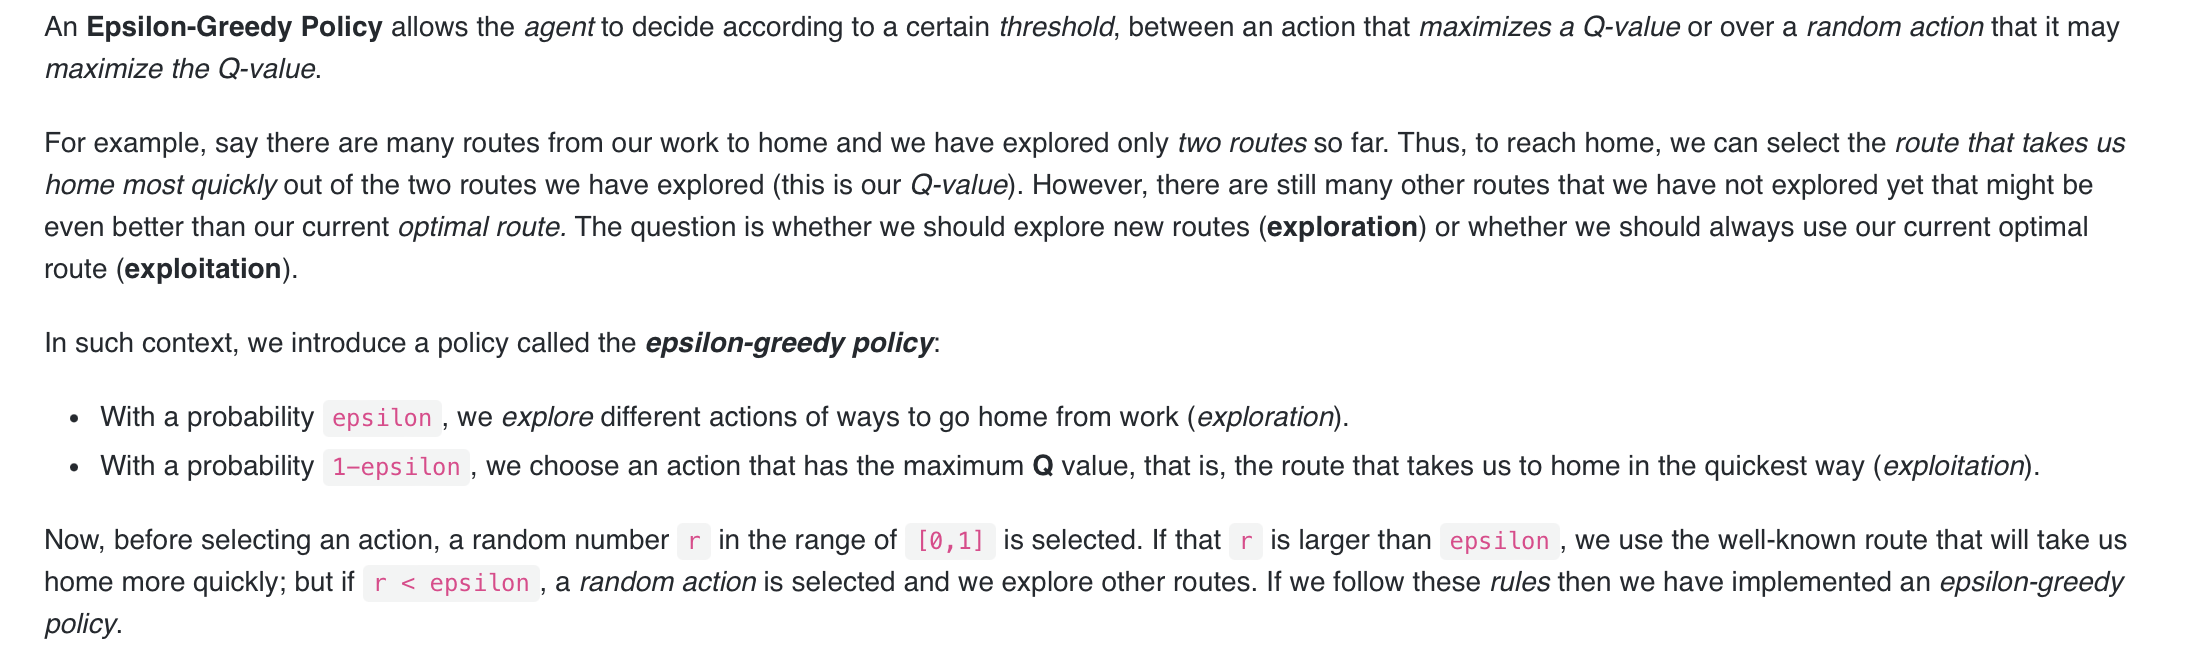 An Epsilon-Greedy Policy allows the agent to decide according to a certain threshold, between an action that maximizes a Q-value or over a random action that it may
maximize the Q-value.
For example, say there are many routes from our work to home and we have explored only two routes so far. Thus, to reach home, we can select the route that takes us
home most quickly out of the two routes we have explored (this is our Q-value). However, there are still many other routes that we have not explored yet that might be
even better than our current optimal route. The question is whether we should explore new routes (exploration) or whether we should always use our current optimal
route (exploitation).
In such context, we introduce a policy called the epsilon-greedy policy:
• With a probability epsilon , we explore different actions of ways to go home from work (exploration).
• With a probability 1-epsilon , we choose an action that has the maximum Q value, that is, the route that takes us to home in the quickest way (exploitation).
Now, before selecting an action, a random number r in the range of [0,1] is selected. If that r is larger than epsilon , we use the well-known route that will take us
home more quickly; but if r < epsilon , a random action is selected and we explore other routes. If we follow these rules then we have implemented an epsilon-greedy
policy.